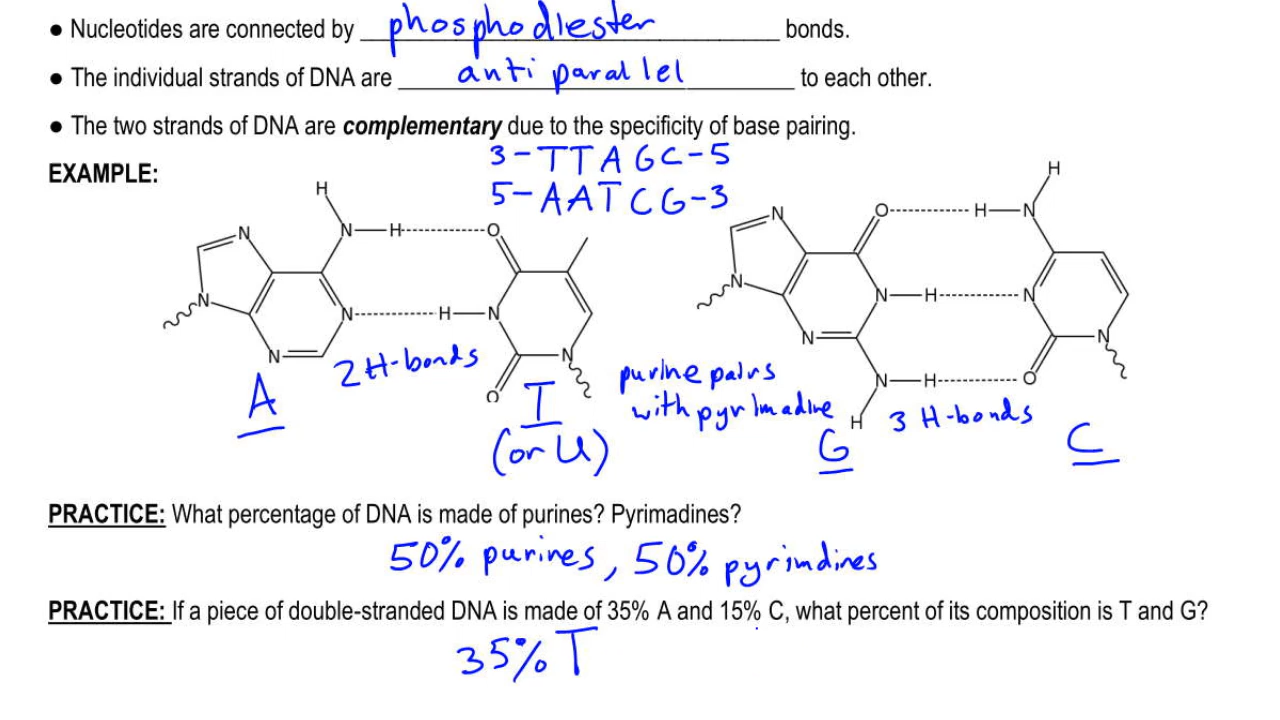 ● Nucleotides are connected by phosphodiester bonds.
● The individual strands of DNA are anti parallel to each other.
● The two strands of DNA are complementary due to the specificity of base pairing.
3-TTAGC-5
EXAMPLE:
5-AATCG-3
H
H
N
N—H
O
N
O
H—N
N
N
N
H—N
N
N—H
N
N
N
O
N
N
N—H
O
H
2 H-bonds
A
T
(or U)
purine pairs
with pyrimadine
3 H-bonds
G
C
PRACTICE: What percentage of DNA is made of purines? Pyrimadines?
50% purines, 50% pyrimdines
PRACTICE: If a piece of double-stranded DNA is made of 35% A and 15% C, what percent of its composition is T and G?
35% T